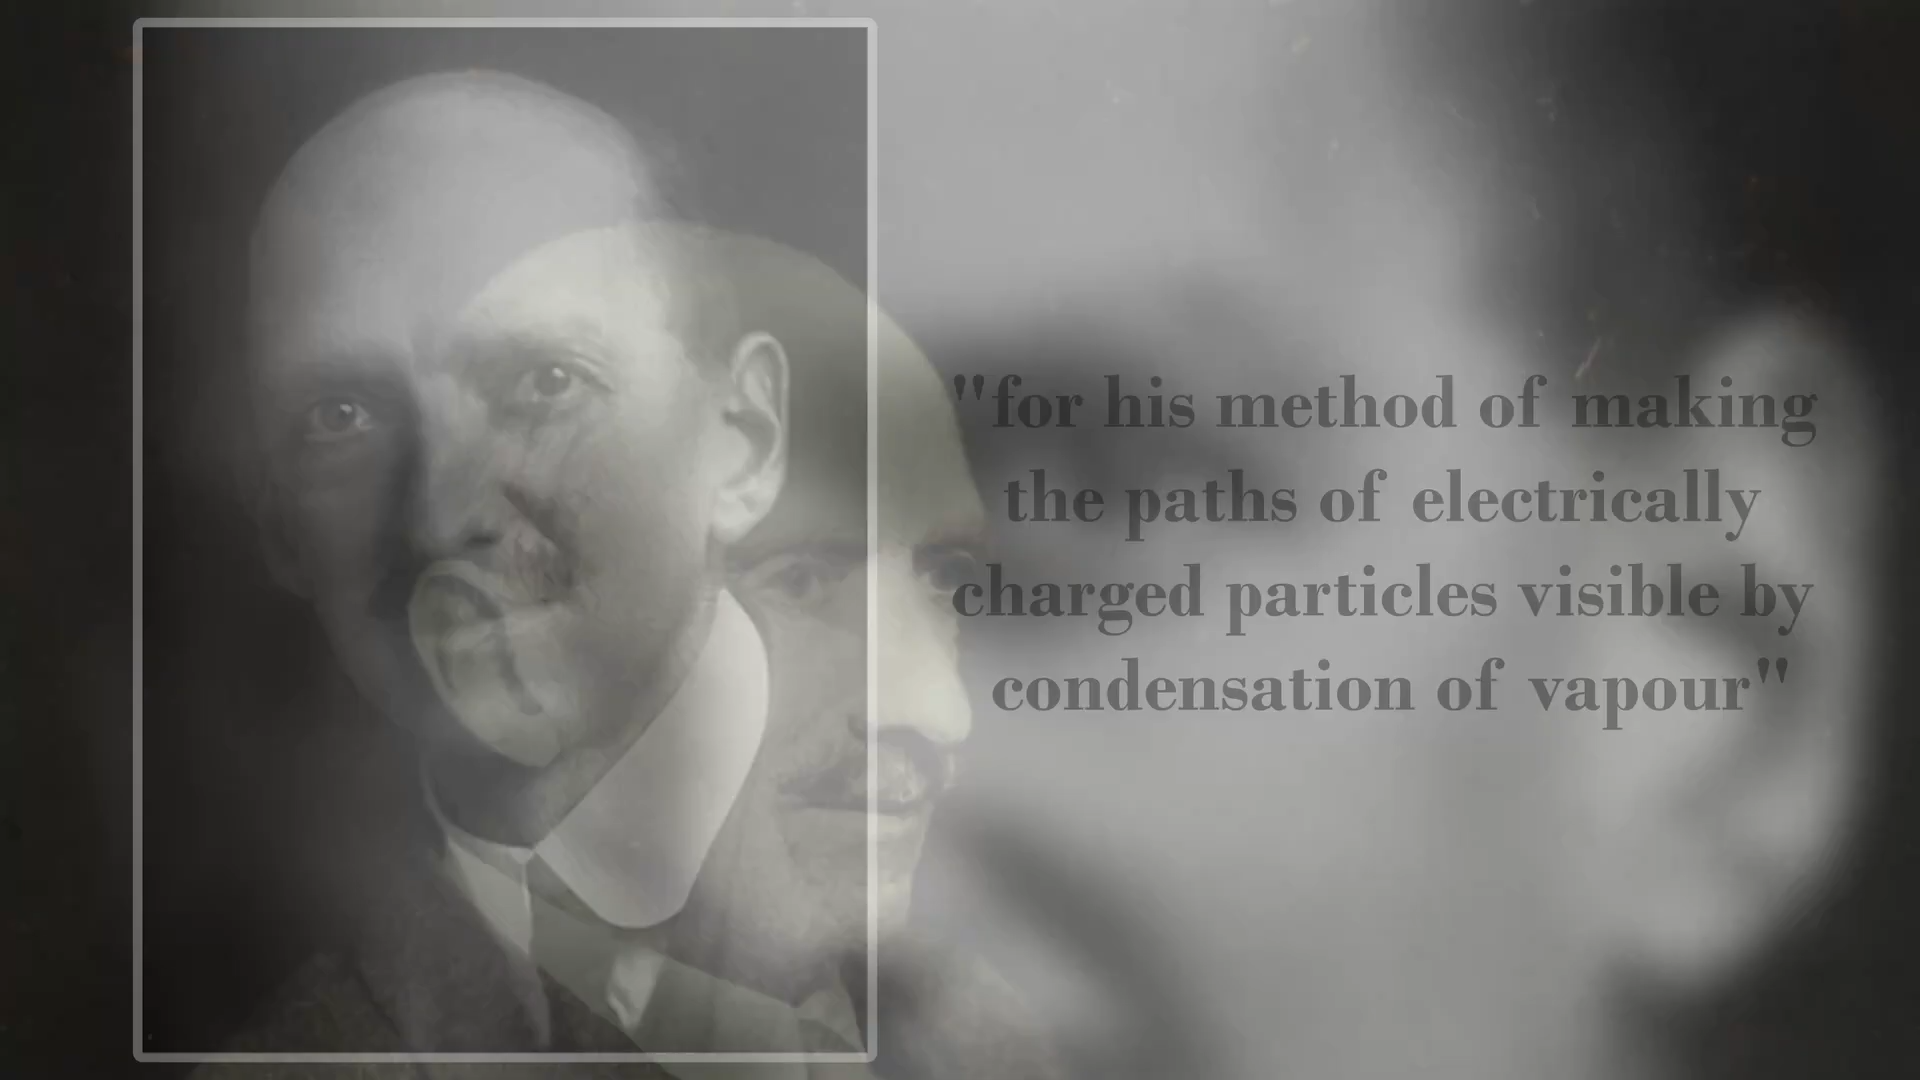 "for his method of making
the paths of electrically
charged particles visible by
condensation of vapour"